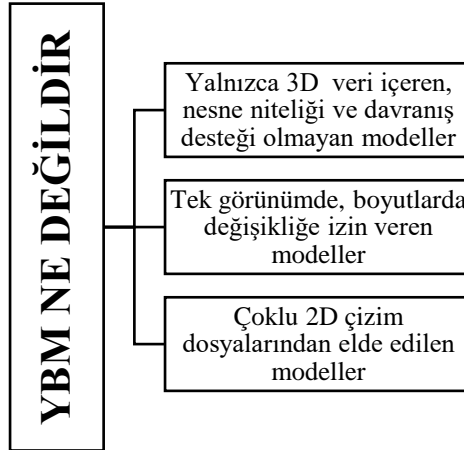 YBM NE DEĞİLDİR
Yalnızca 3D veri içeren,
nesne niteliği ve davranış
desteği olmayan modeller
Tek görünümde, boyutlarda
değişikliğe izin veren
modeller
Çoklu 2D çizim
dosyalarından elde edilen
modeller